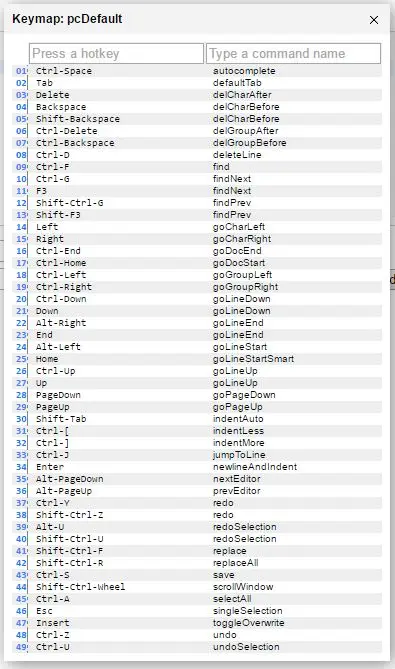 Keymap: pcDefault ×
Press a hotkey Type a command name
01 Ctrl-Space autocomplete
02 Tab defaultTab
03 Delete delCharAfter
04 Backspace delCharBefore
05 Shift-Backspace delCharBefore
06 Ctrl-Delete delGroupAfter
07 Ctrl-Backspace delGroupBefore
08 Ctrl-D deleteLine
09 Ctrl-F find
10 Ctrl-G findNext
11 F3 findNext
12 Shift-Ctrl-G findPrev
13 Shift-F3 findPrev
14 Left goCharLeft
15 Right goCharRight
16 Ctrl-End goDocEnd
17 Ctrl-Home goDocStart
18 Ctrl-Left goGroupLeft
19 Ctrl-Right goGroupRight
20 Ctrl-Down goLineDown
21 Down goLineDown
22 Alt-Right goLineEnd
23 End goLineEnd
24 Alt-Left goLineStart
25 Home goLineStartSmart
26 Ctrl-Up goLineUp
27 Up goLineUp
28 PageDown goPageDown
29 PageUp goPageUp
30 Shift-Tab indentAuto
31 Ctrl-[ indentLess
32 Ctrl-] indentMore
33 Ctrl-J jumpToLine
34 Enter newlineAndIndent
35 Alt-PageDown nextEditor
36 Alt-PageUp prevEditor
37 Ctrl-Y redo
38 Shift-Ctrl-Z redo
39 Alt-U redoSelection
40 Shift-Ctrl-U redoSelection
41 Shift-Ctrl-F replace
42 Shift-Ctrl-R replaceAll
43 Ctrl-S save
44 Shift-Ctrl-Wheel scrollWindow
45 Ctrl-A selectAll
46 Esc singleSelection
47 Insert toggleOverwrite
48 Ctrl-Z undo
49 Ctrl-U undoSelection